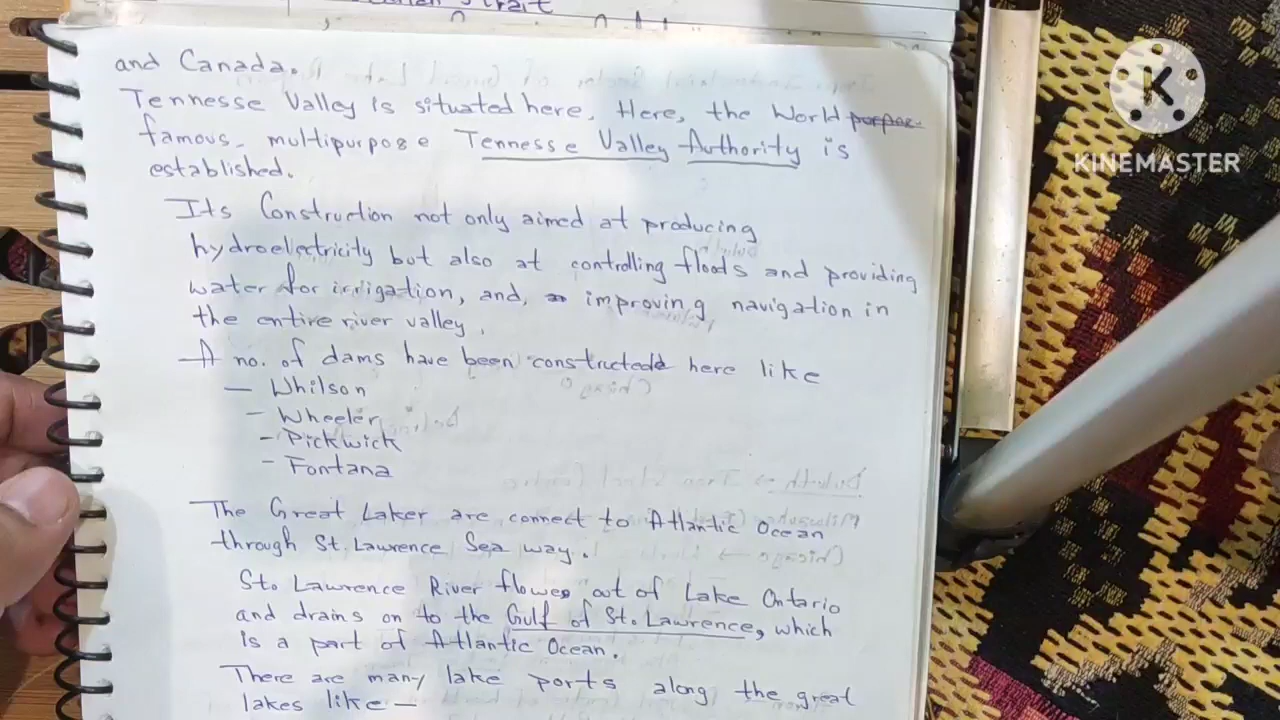 Strait
and Canada.
Tennesse Valley is situated here. Here, the World purpose
famous multipurpose Tennesse Valley Authority is
established.
Its Construction not only aimed at producing
hydroelectricity but also at controlling floods and providing
water for irrigation, and, improving navigation in
the entire river valley.
A no. of dams have been constructed here like
— Whilson
- Wheeler
- Pickwick
- Fontana
The Great Laker are connect to Atlantic Ocean
through St. Lawrence Sea way.
St. Lawrence River flowes out of Lake Ontario
and drains on to the Gulf of St. Lawrence, which
is a part of Atlantic Ocean.
There are many lake ports along the great
lakes like —
KINEMASTER